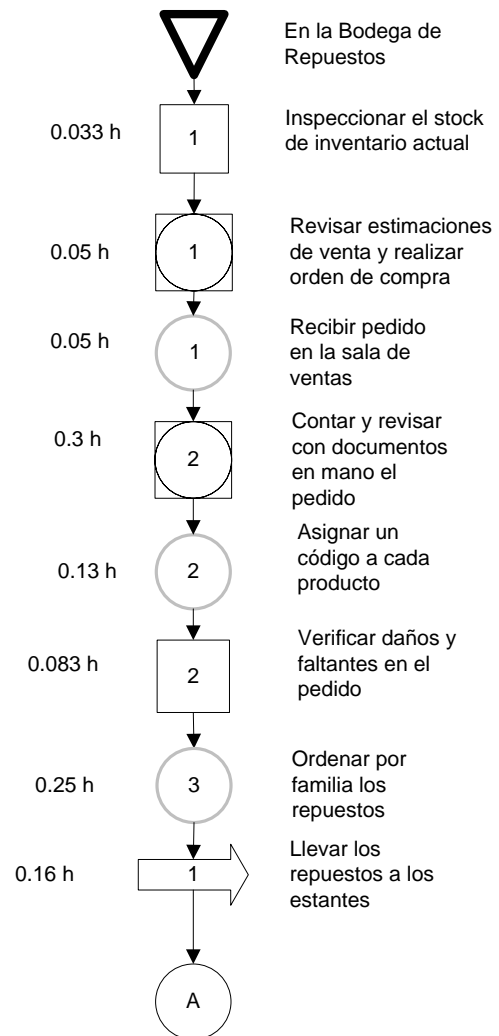 En la Bodega de
Repuestos
0.033 h
1
Inspeccionar el stock
de inventario actual
0.05 h
1
Revisar estimaciones
de venta y realizar
orden de compra
0.05 h
1
Recibir pedido
en la sala de
ventas
0.3 h
2
Contar y revisar
con documentos
en mano el
pedido
0.13 h
2
Asignar un
código a cada
producto
0.083 h
2
Verificar daños y
faltantes en el
pedido
0.25 h
3
Ordenar por
familia los
repuestos
0.16 h
1
Llevar los
repuestos a los
estantes
A